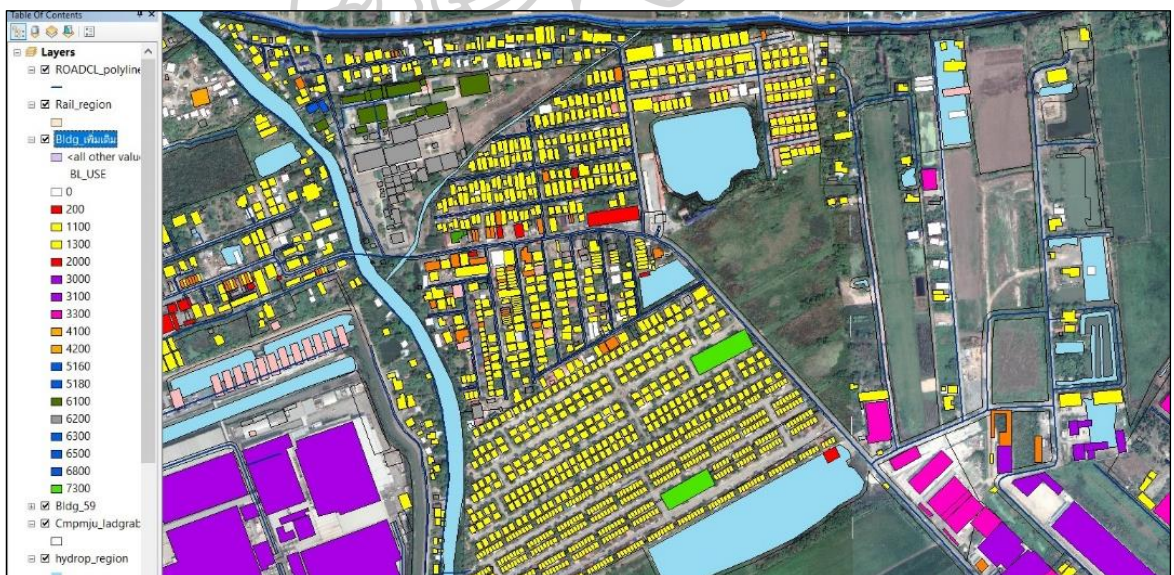 Table Of Contents
Layers
ROADCL_polyline
Rail_region
Bldg_เพิ่มเติม
<all other valu
BL_USE
0
200
1100
1300
2000
3000
3100
3300
4100
4200
5160
5180
6100
6200
6300
6500
6800
7300
Bldg_59
Cmpmju_ladgrab
hydrop_region